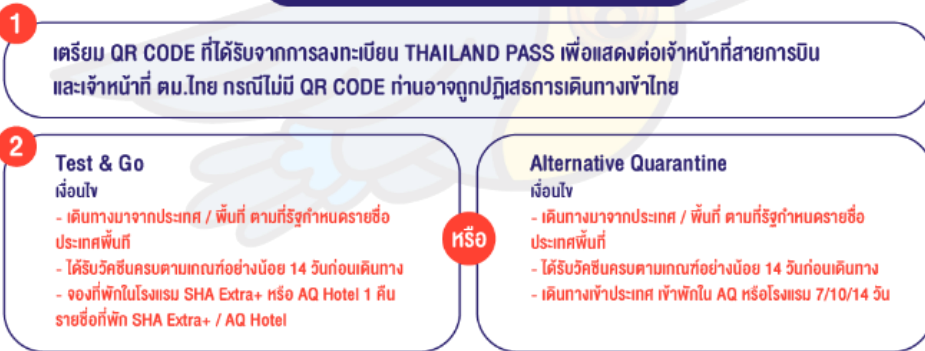 1
เตรียม QR CODE ที่ได้รับจากการลงทะเบียน THAILAND PASS เพื่อแสดงต่อเจ้าหน้าที่สายการบิน
และเจ้าหน้าที่ ตม.ไทย กรณีไม่มี QR CODE ท่านอาจถูกปฏิเสธการเดินทางเข้าไทย
2
Test & Go
เงื่อนไข
- เดินทางมาจากประเทศ / พื้นที่ ตามที่รัฐกำหนดรายชื่อ
ประเทศพื้นที่
- ได้รับวัคซีนครบตามเกณฑ์อย่างน้อย 14 วันก่อนเดินทาง
- จองที่พักในโรงแรม SHA Extra+ หรือ AQ Hotel 1 คืน
รายชื่อที่พัก SHA Extra+ / AQ Hotel
หรือ
Alternative Quarantine
เงื่อนไข
- เดินทางมาจากประเทศ / พื้นที่ ตามที่รัฐกำหนดรายชื่อ
ประเทศพื้นที่
- ได้รับวัคซีนครบตามเกณฑ์อย่างน้อย 14 วันก่อนเดินทาง
- เดินทางเข้าประเทศ เข้าพักใน AQ หรือโรงแรม 7/10/14 วัน